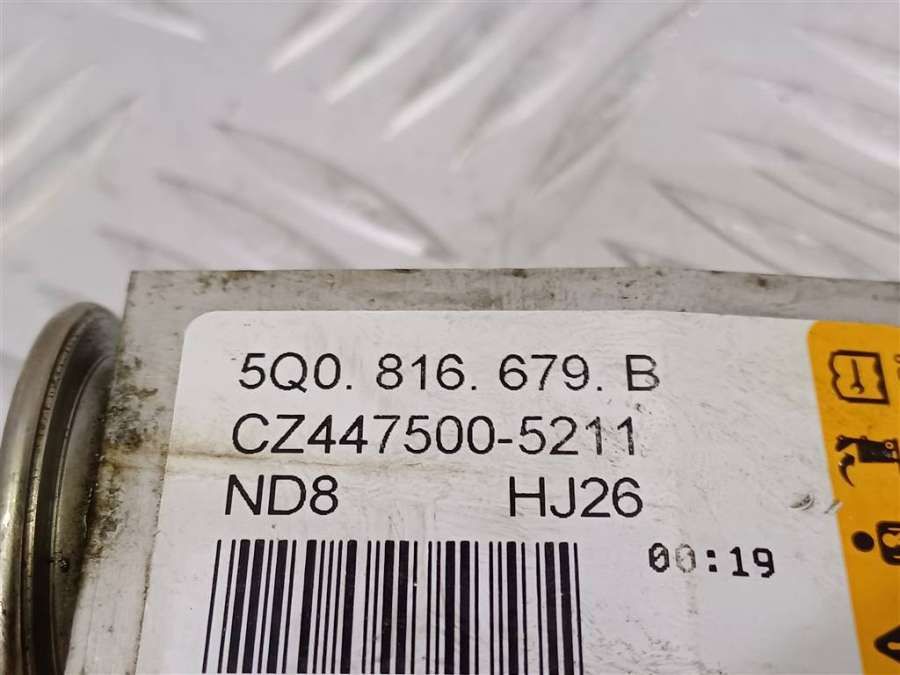 5Q0. 816. 679. B
CZ447500-5211
ND8 HJ26
00:19